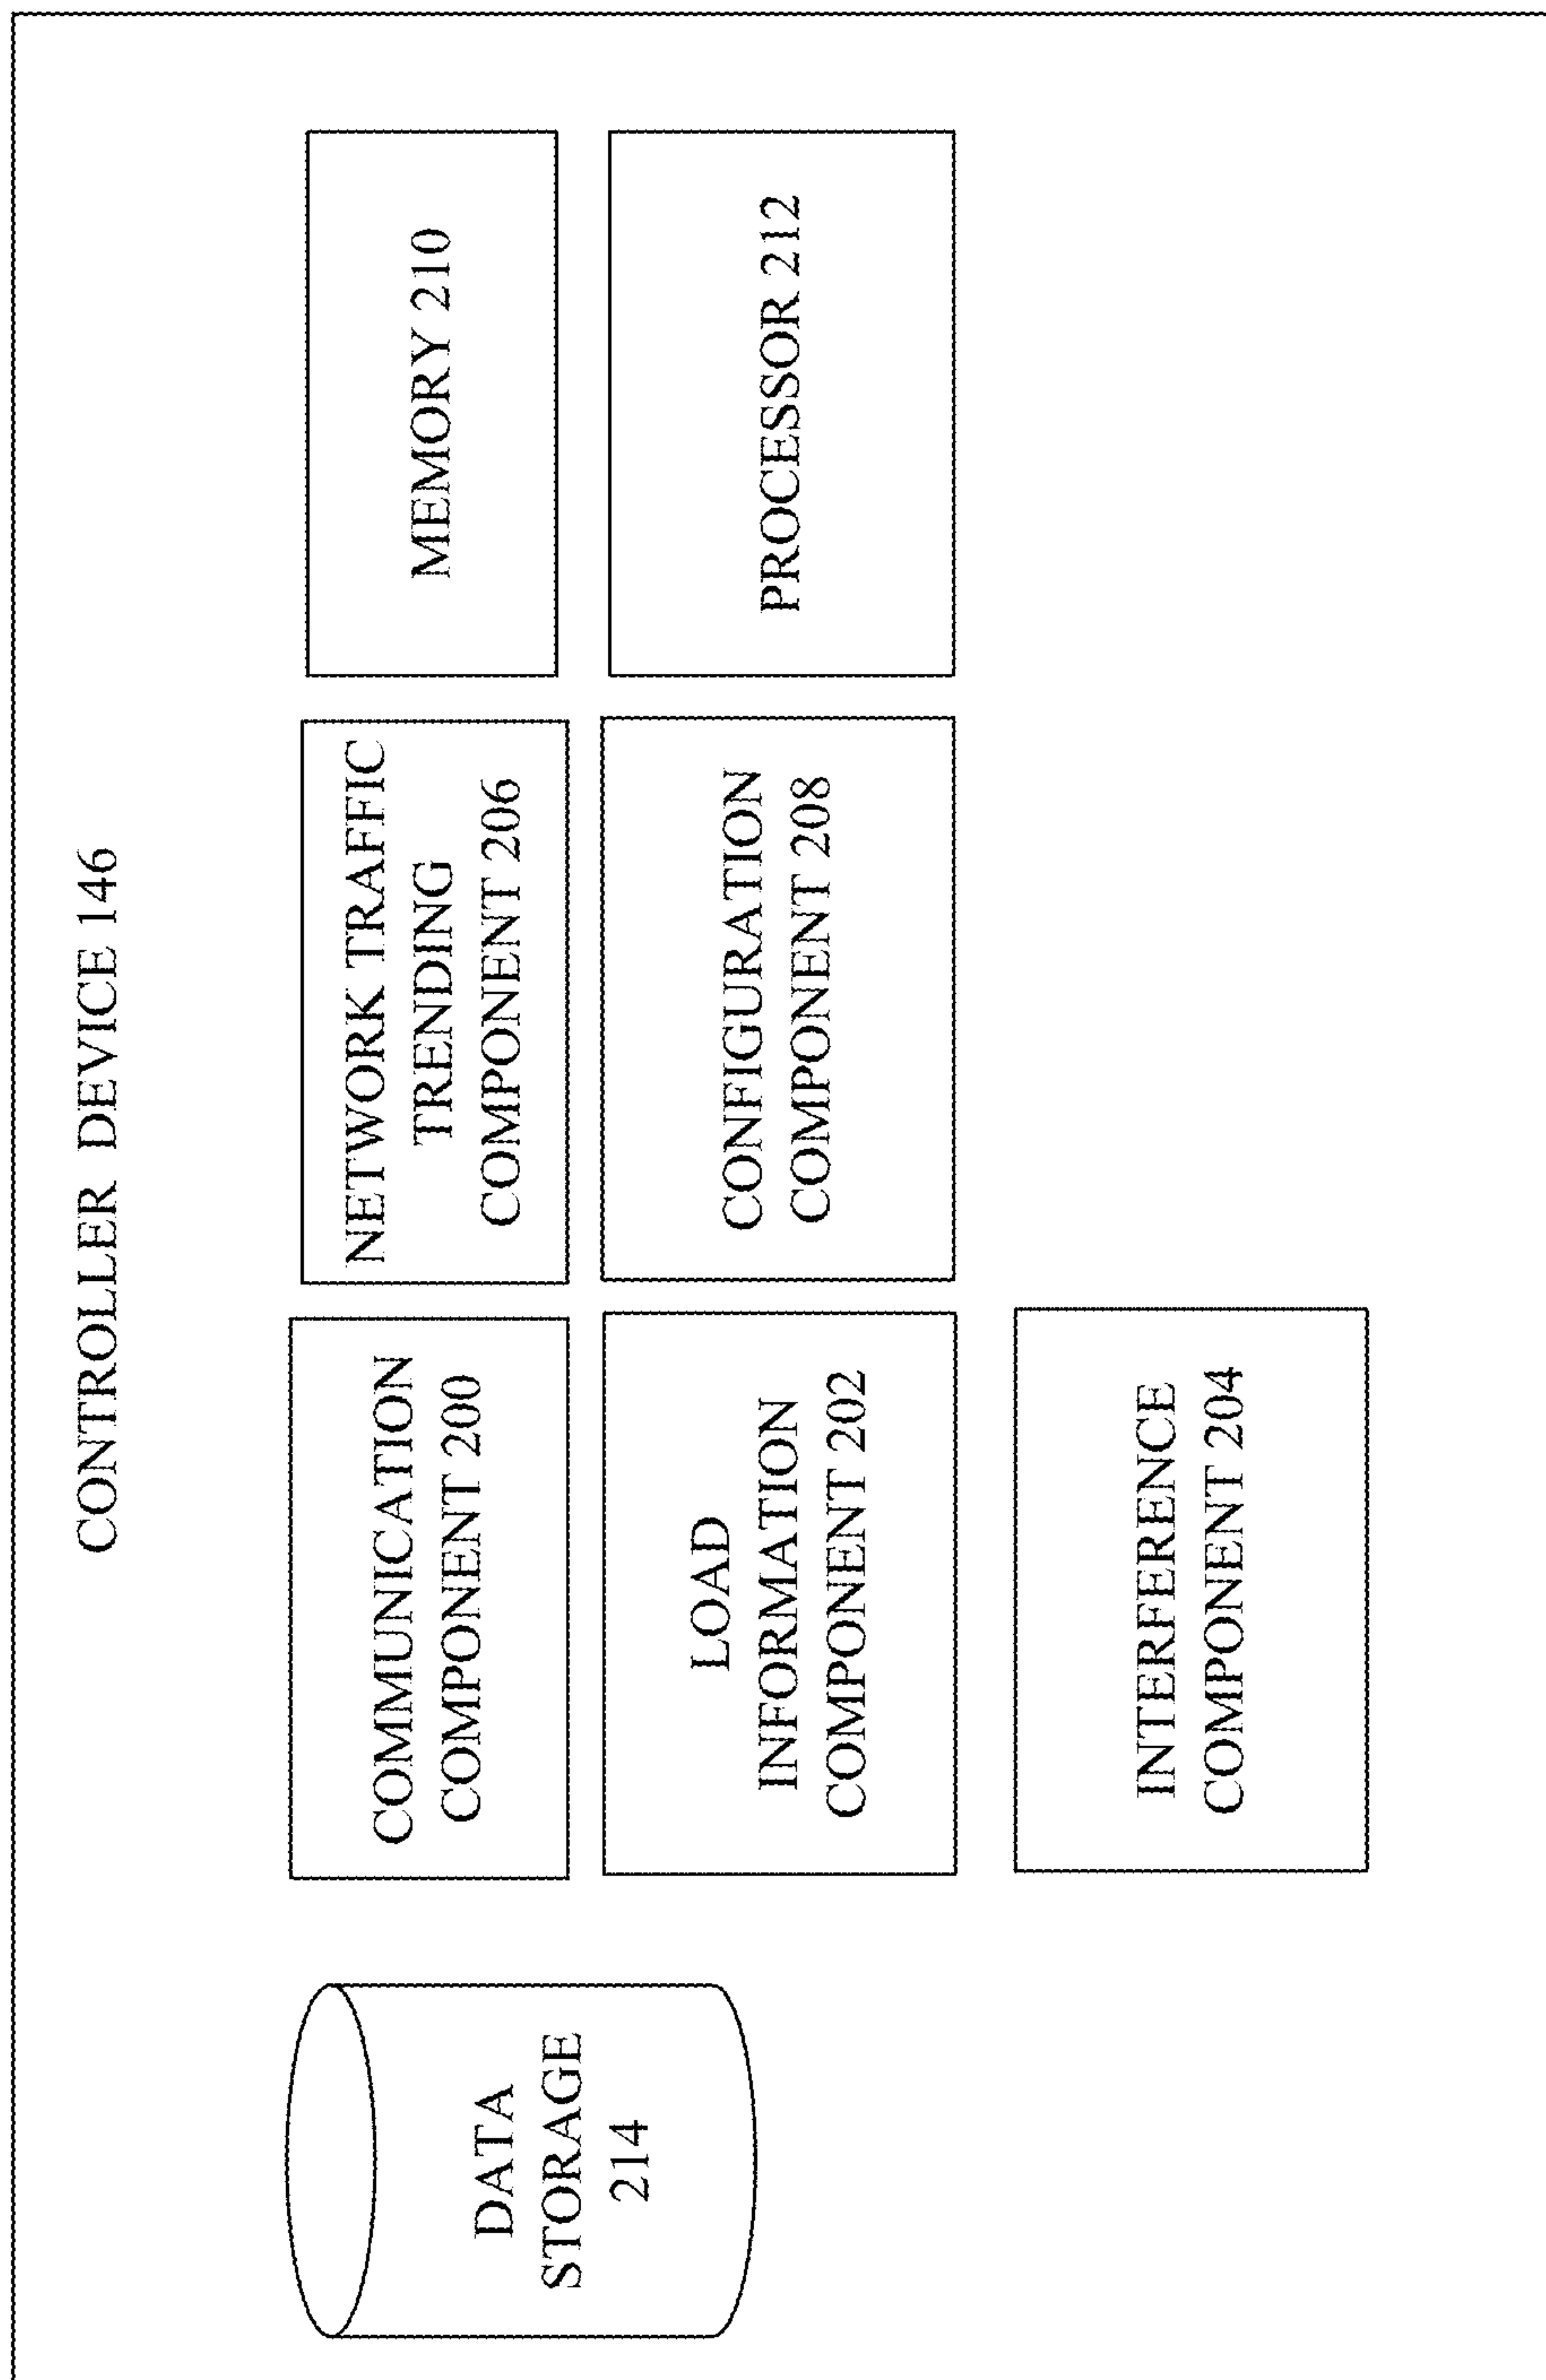 CONTROLLER DEVICE 146
DATA
STORAGE
214
COMMUNICATION
COMPONENT 200
LOAD
INFORMATION
COMPONENT 202
INTERFERENCE
COMPONENT 204
NETWORK TRAFFIC
TRENDING
COMPONENT 206
CONFIGURATION
COMPONENT 208
MEMORY 210
PROCESSOR 212